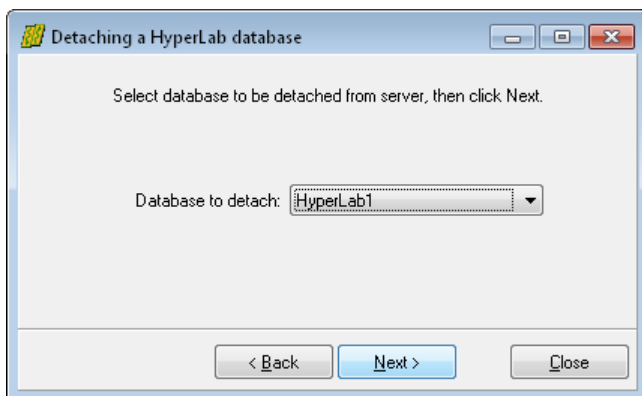 Detaching a HyperLab database
Select database to be detached from server, then click Next.
Database to detach: HyperLab1
< Back Next > Close